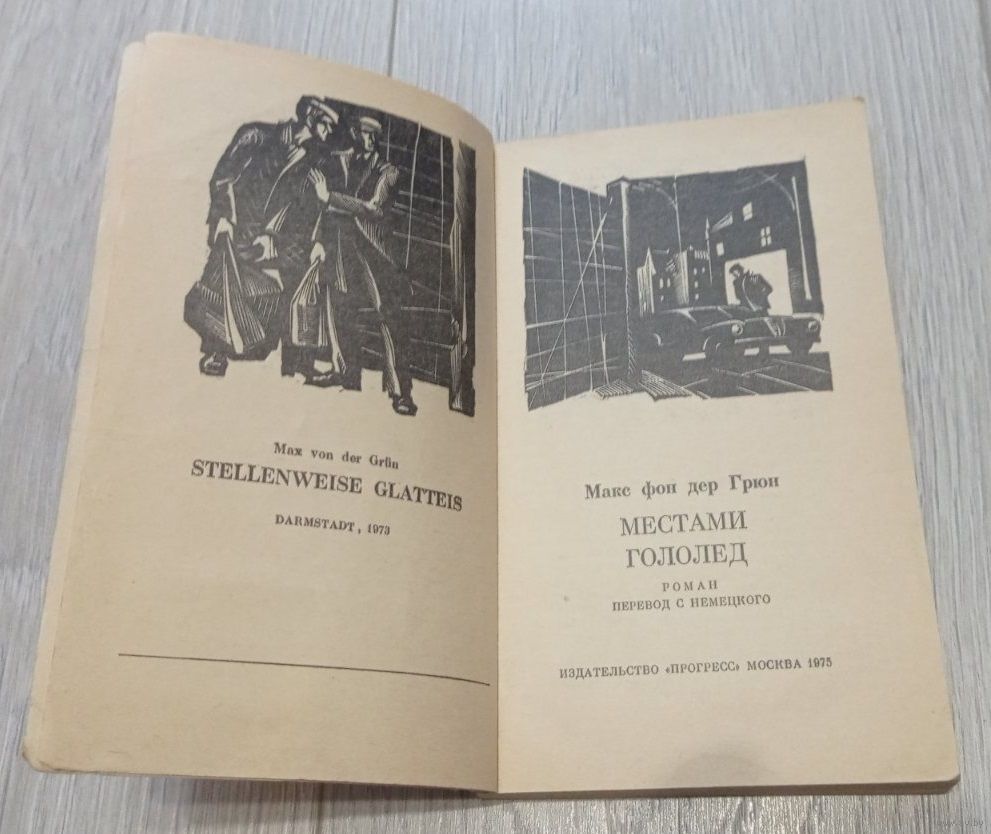 Max von der Grün
STELLENWEISE GLATTEIS
DARMSTADT, 1973
Макс фон дер Грюн
МЕСТАМИ
ГОЛОЛЕД
РОМАН
ПЕРЕВОД С НЕМЕЦКОГО
ИЗДАТЕЛЬСТВО «ПРОГРЕСС» МОСКВА 1975